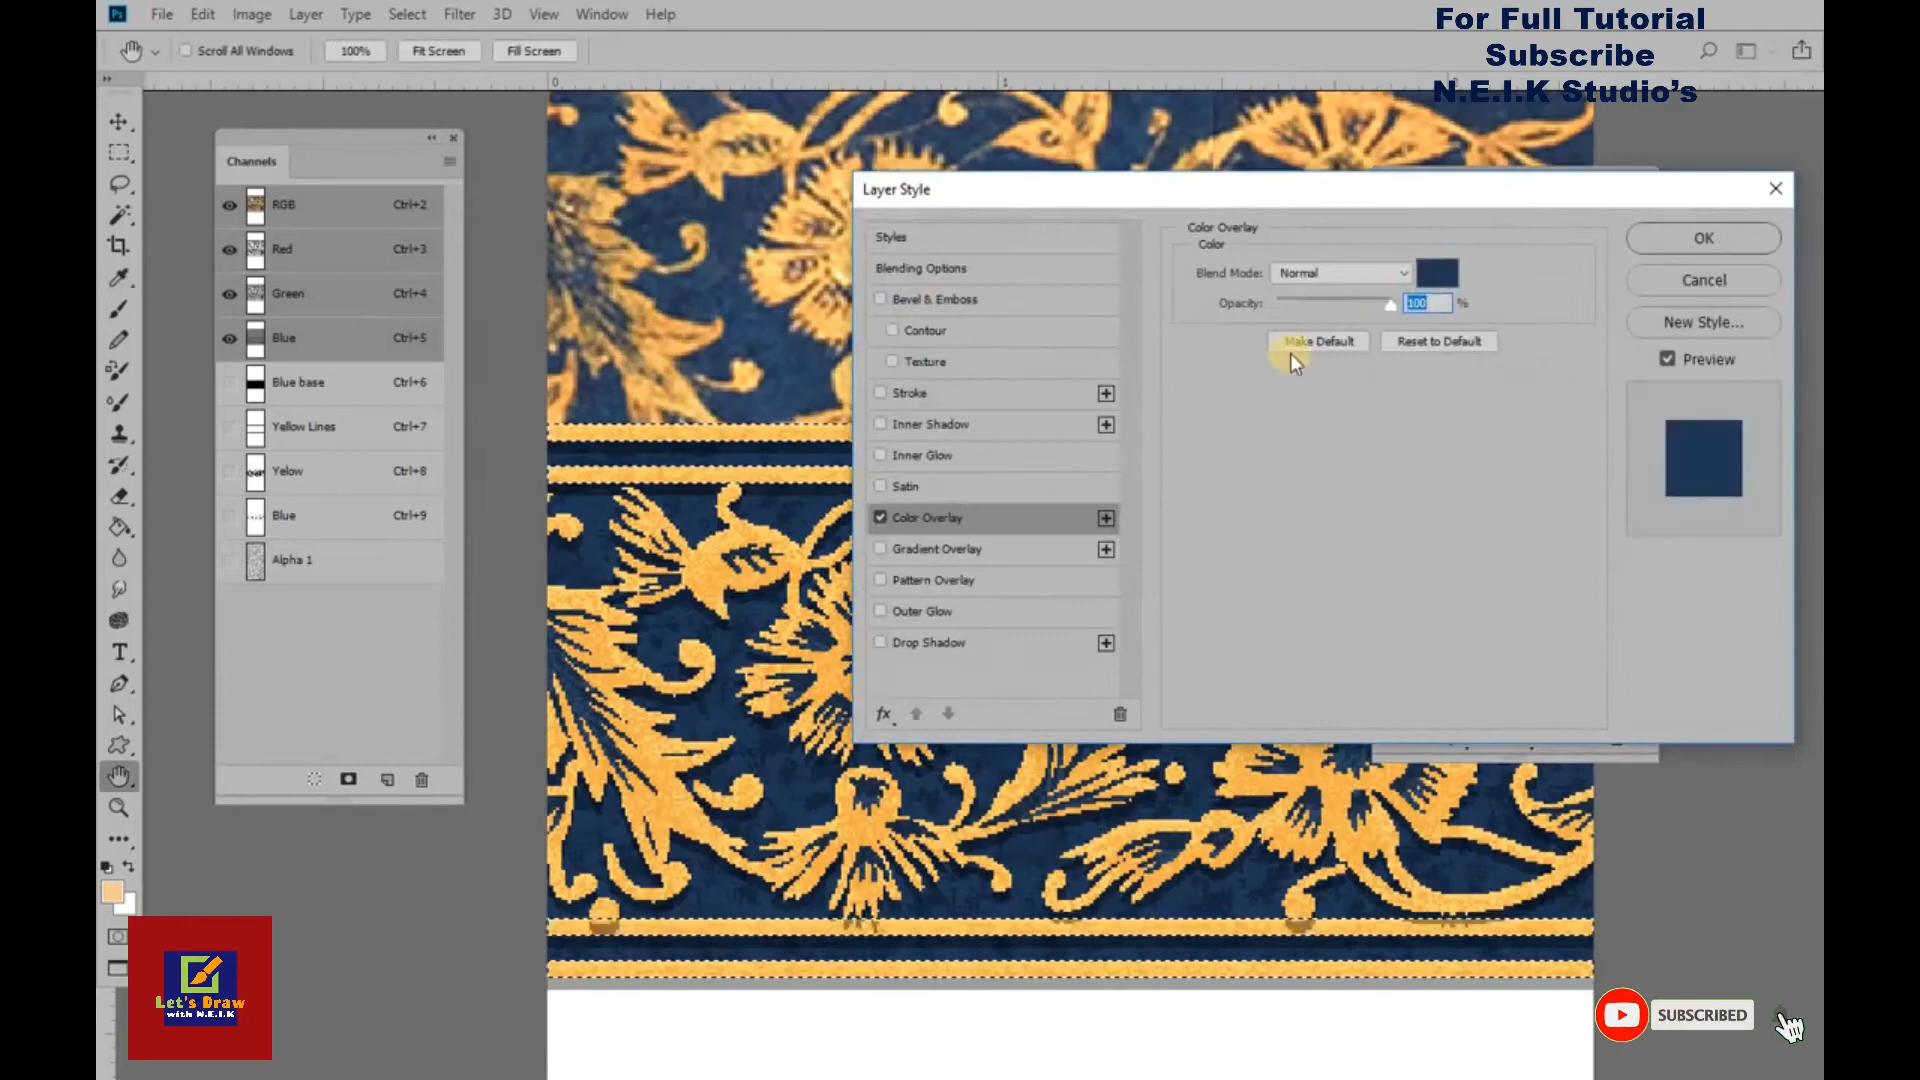 Ps File Edit Image Layer Type Select Filter 3D View Window Help
For Full Tutorial
Subscribe
N.E.I.K Studio's
Scroll All Windows 100% Fit Screen Fill Screen
0 1 2
Channels
RGB Ctrl+2
Red Ctrl+3
Green Ctrl+4
Blue Ctrl+5
Blue base Ctrl+6
Yellow Lines Ctrl+7
Yelow Ctrl+8
Blue Ctrl+9
Alpha 1
Layer Style
Styles
Blending Options
Bevel & Emboss
Contour
Texture
Stroke
Inner Shadow
Inner Glow
Satin
Color Overlay
Gradient Overlay
Pattern Overlay
Outer Glow
Drop Shadow
fx
Color Overlay
Color
Blend Mode: Normal
Opacity: 100 %
Make Default Reset to Default
OK
Cancel
New Style...
Preview
Let's Draw
with N.E.I.K
SUBSCRIBED